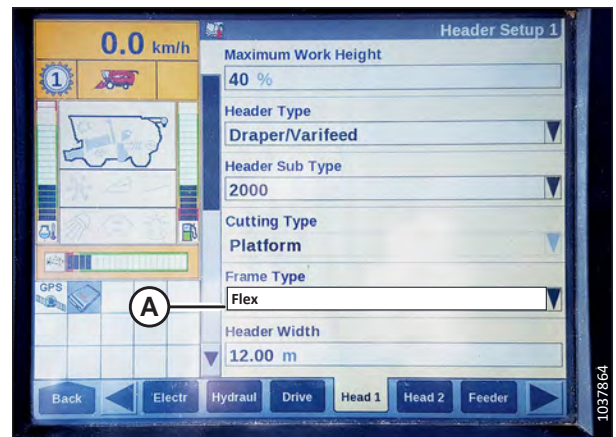 0.0 km/h
Header Setup 1
1
Maximum Work Height
40 %
Header Type
Draper/Varifeed
Header Sub Type
2000
Cutting Type
Platform
Frame Type
Flex
A
GPS
Header Width
12.00 m
Back
Electr
Hydraul
Drive
Head 1
Head 2
Feeder
1037864